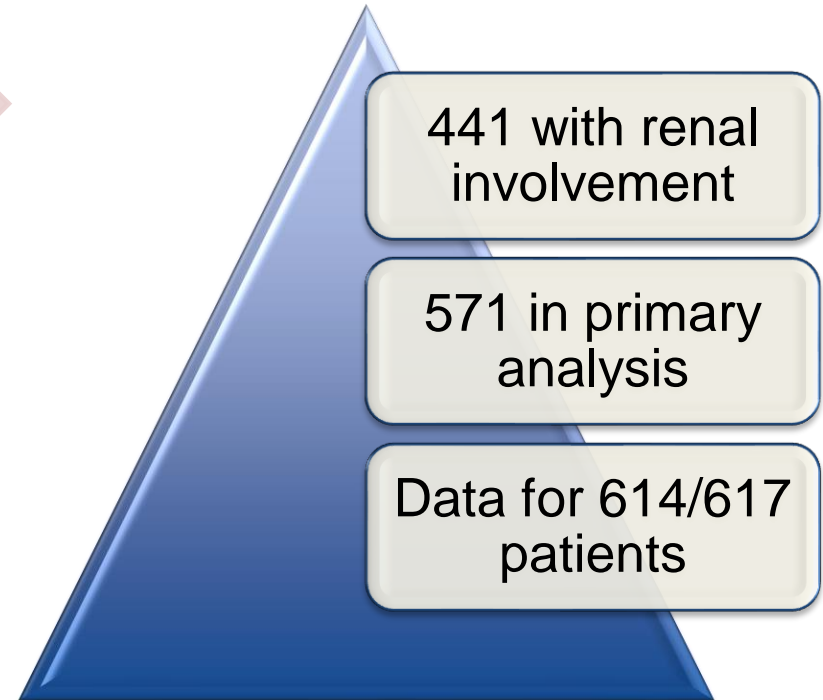 441 with renal
involvement
571 in primary
analysis
Data for 614/617
patients